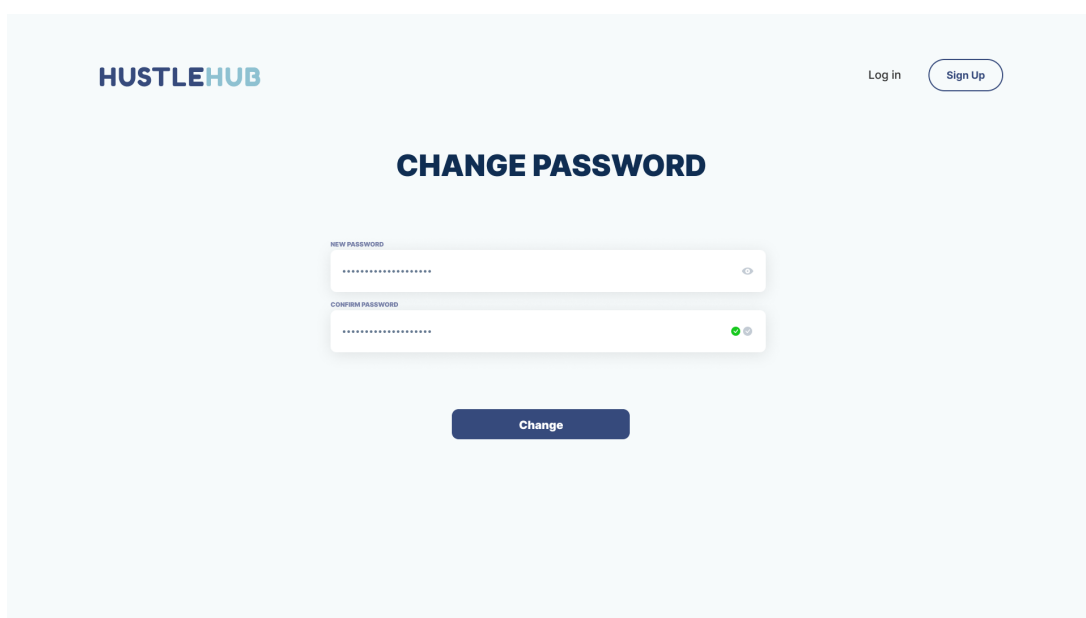 HUSTLEHUB
Log in
Sign Up
CHANGE PASSWORD
NEW PASSWORD
••••••••••••••••••••
CONFIRM PASSWORD
••••••••••••••••••••
Change